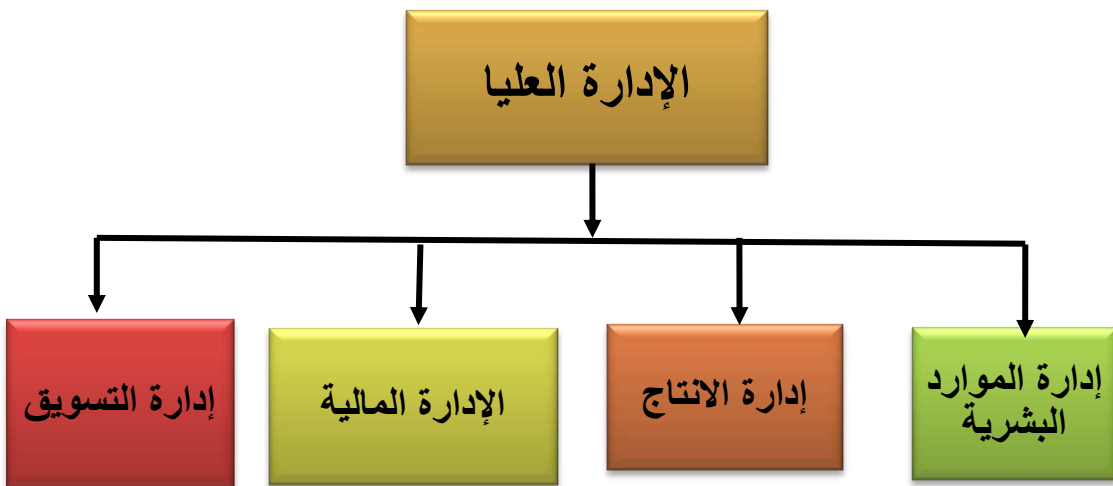 الإدارة العليا
إدارة الموارد
البشرية
إدارة الانتاج
الإدارة المالية
إدارة التسويق